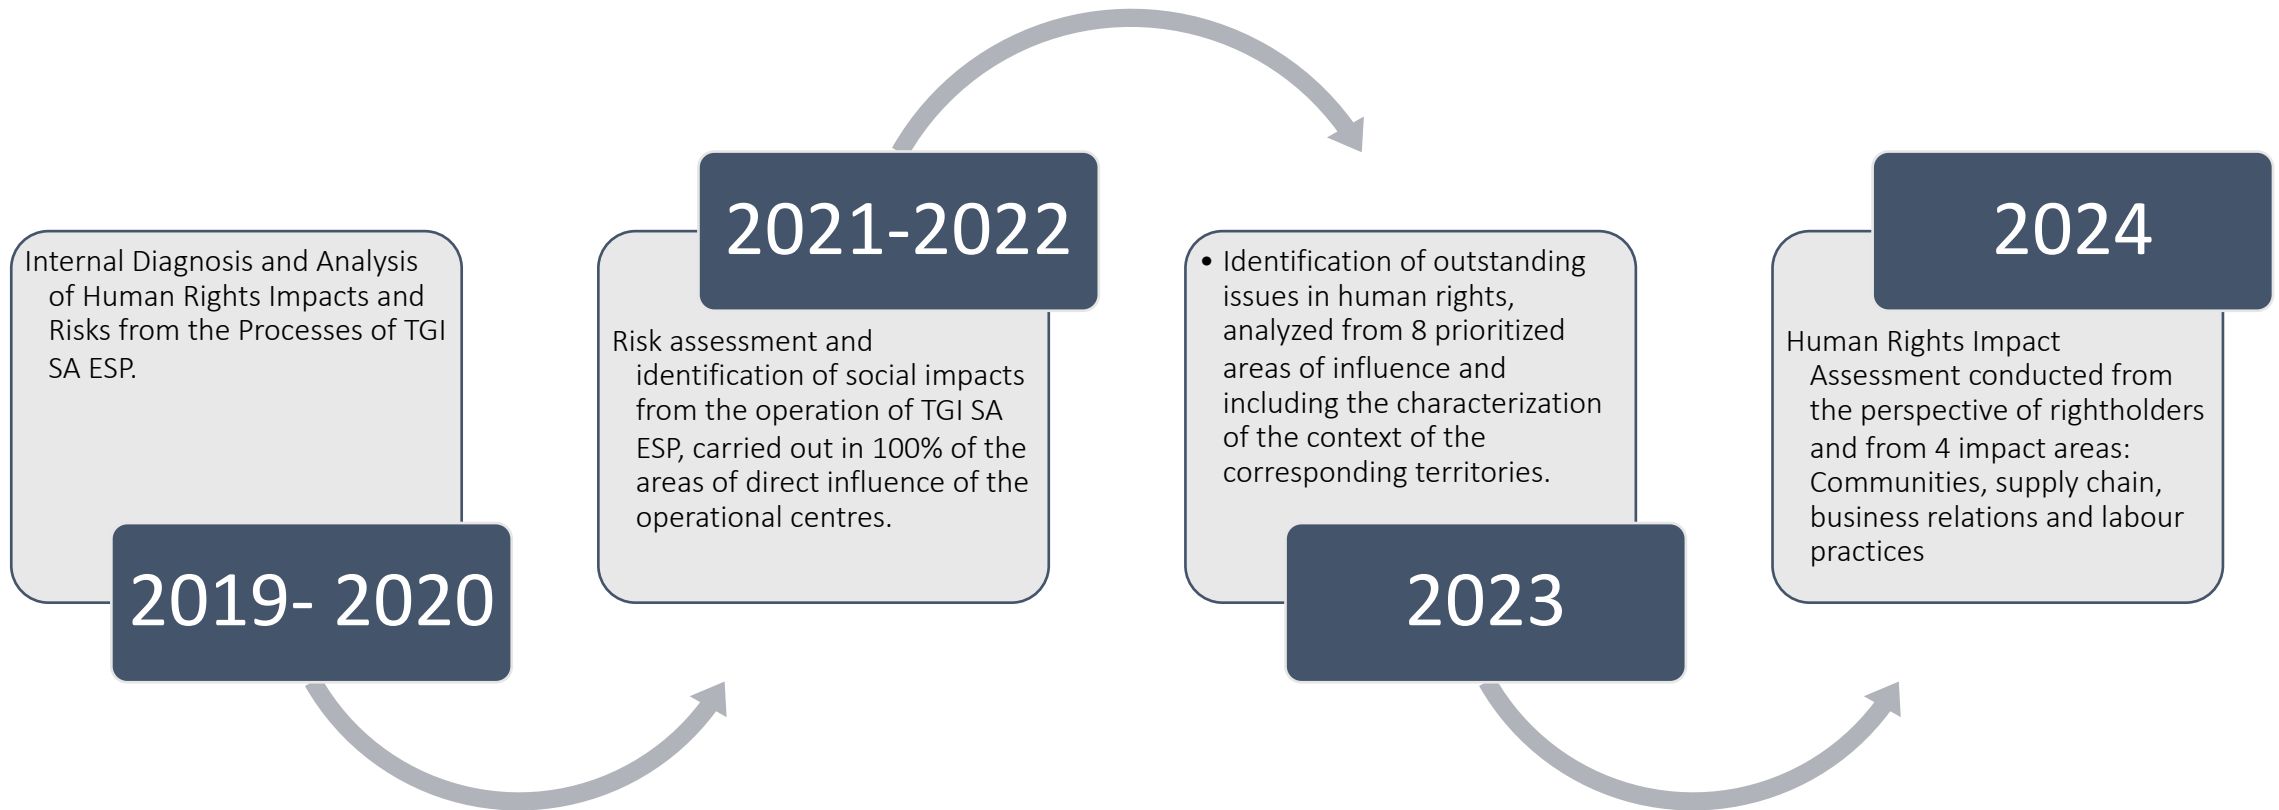 Internal Diagnosis and Analysis
of Human Rights Impacts and
Risks from the Processes of TGI
SA ESP.
2019- 2020
2021-2022
Risk assessment and
identification of social impacts
from the operation of TGI SA
ESP, carried out in 100% of the
areas of direct influence of the
operational centres.
• Identification of outstanding
issues in human rights,
analyzed from 8 prioritized
areas of influence and
including the characterization
of the context of the
corresponding territories.
2023
2024
Human Rights Impact
Assessment conducted from
the perspective of rightholders
and from 4 impact areas:
Communities, supply chain,
business relations and labour
practices